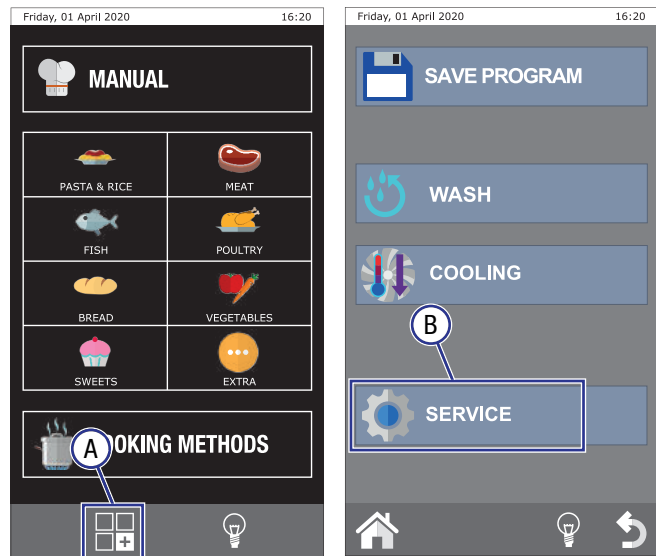 Friday, 01 April 2020 16:20
MANUAL
PASTA & RICE MEAT
FISH POULTRY
BREAD VEGETABLES
SWEETS EXTRA
A OOKING METHODS
Friday, 01 April 2020 16:20
SAVE PROGRAM
WASH
COOLING
B
SERVICE